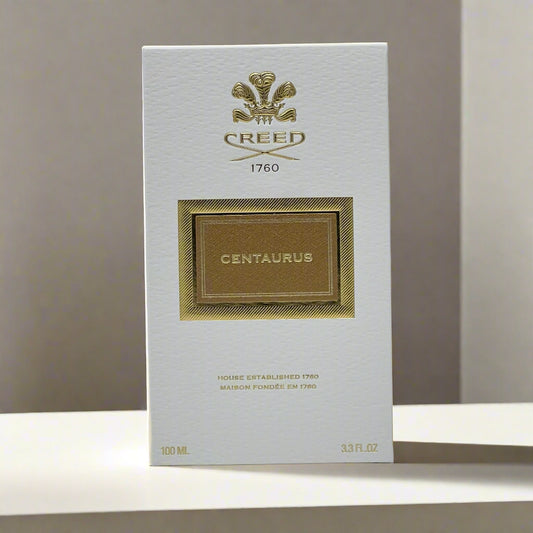 CREED
1760
CENTAURUS
HOUSE ESTABLISHED 1760
MAISON FONDÉE EN 1760
100 ML
3.3 FL.OZ